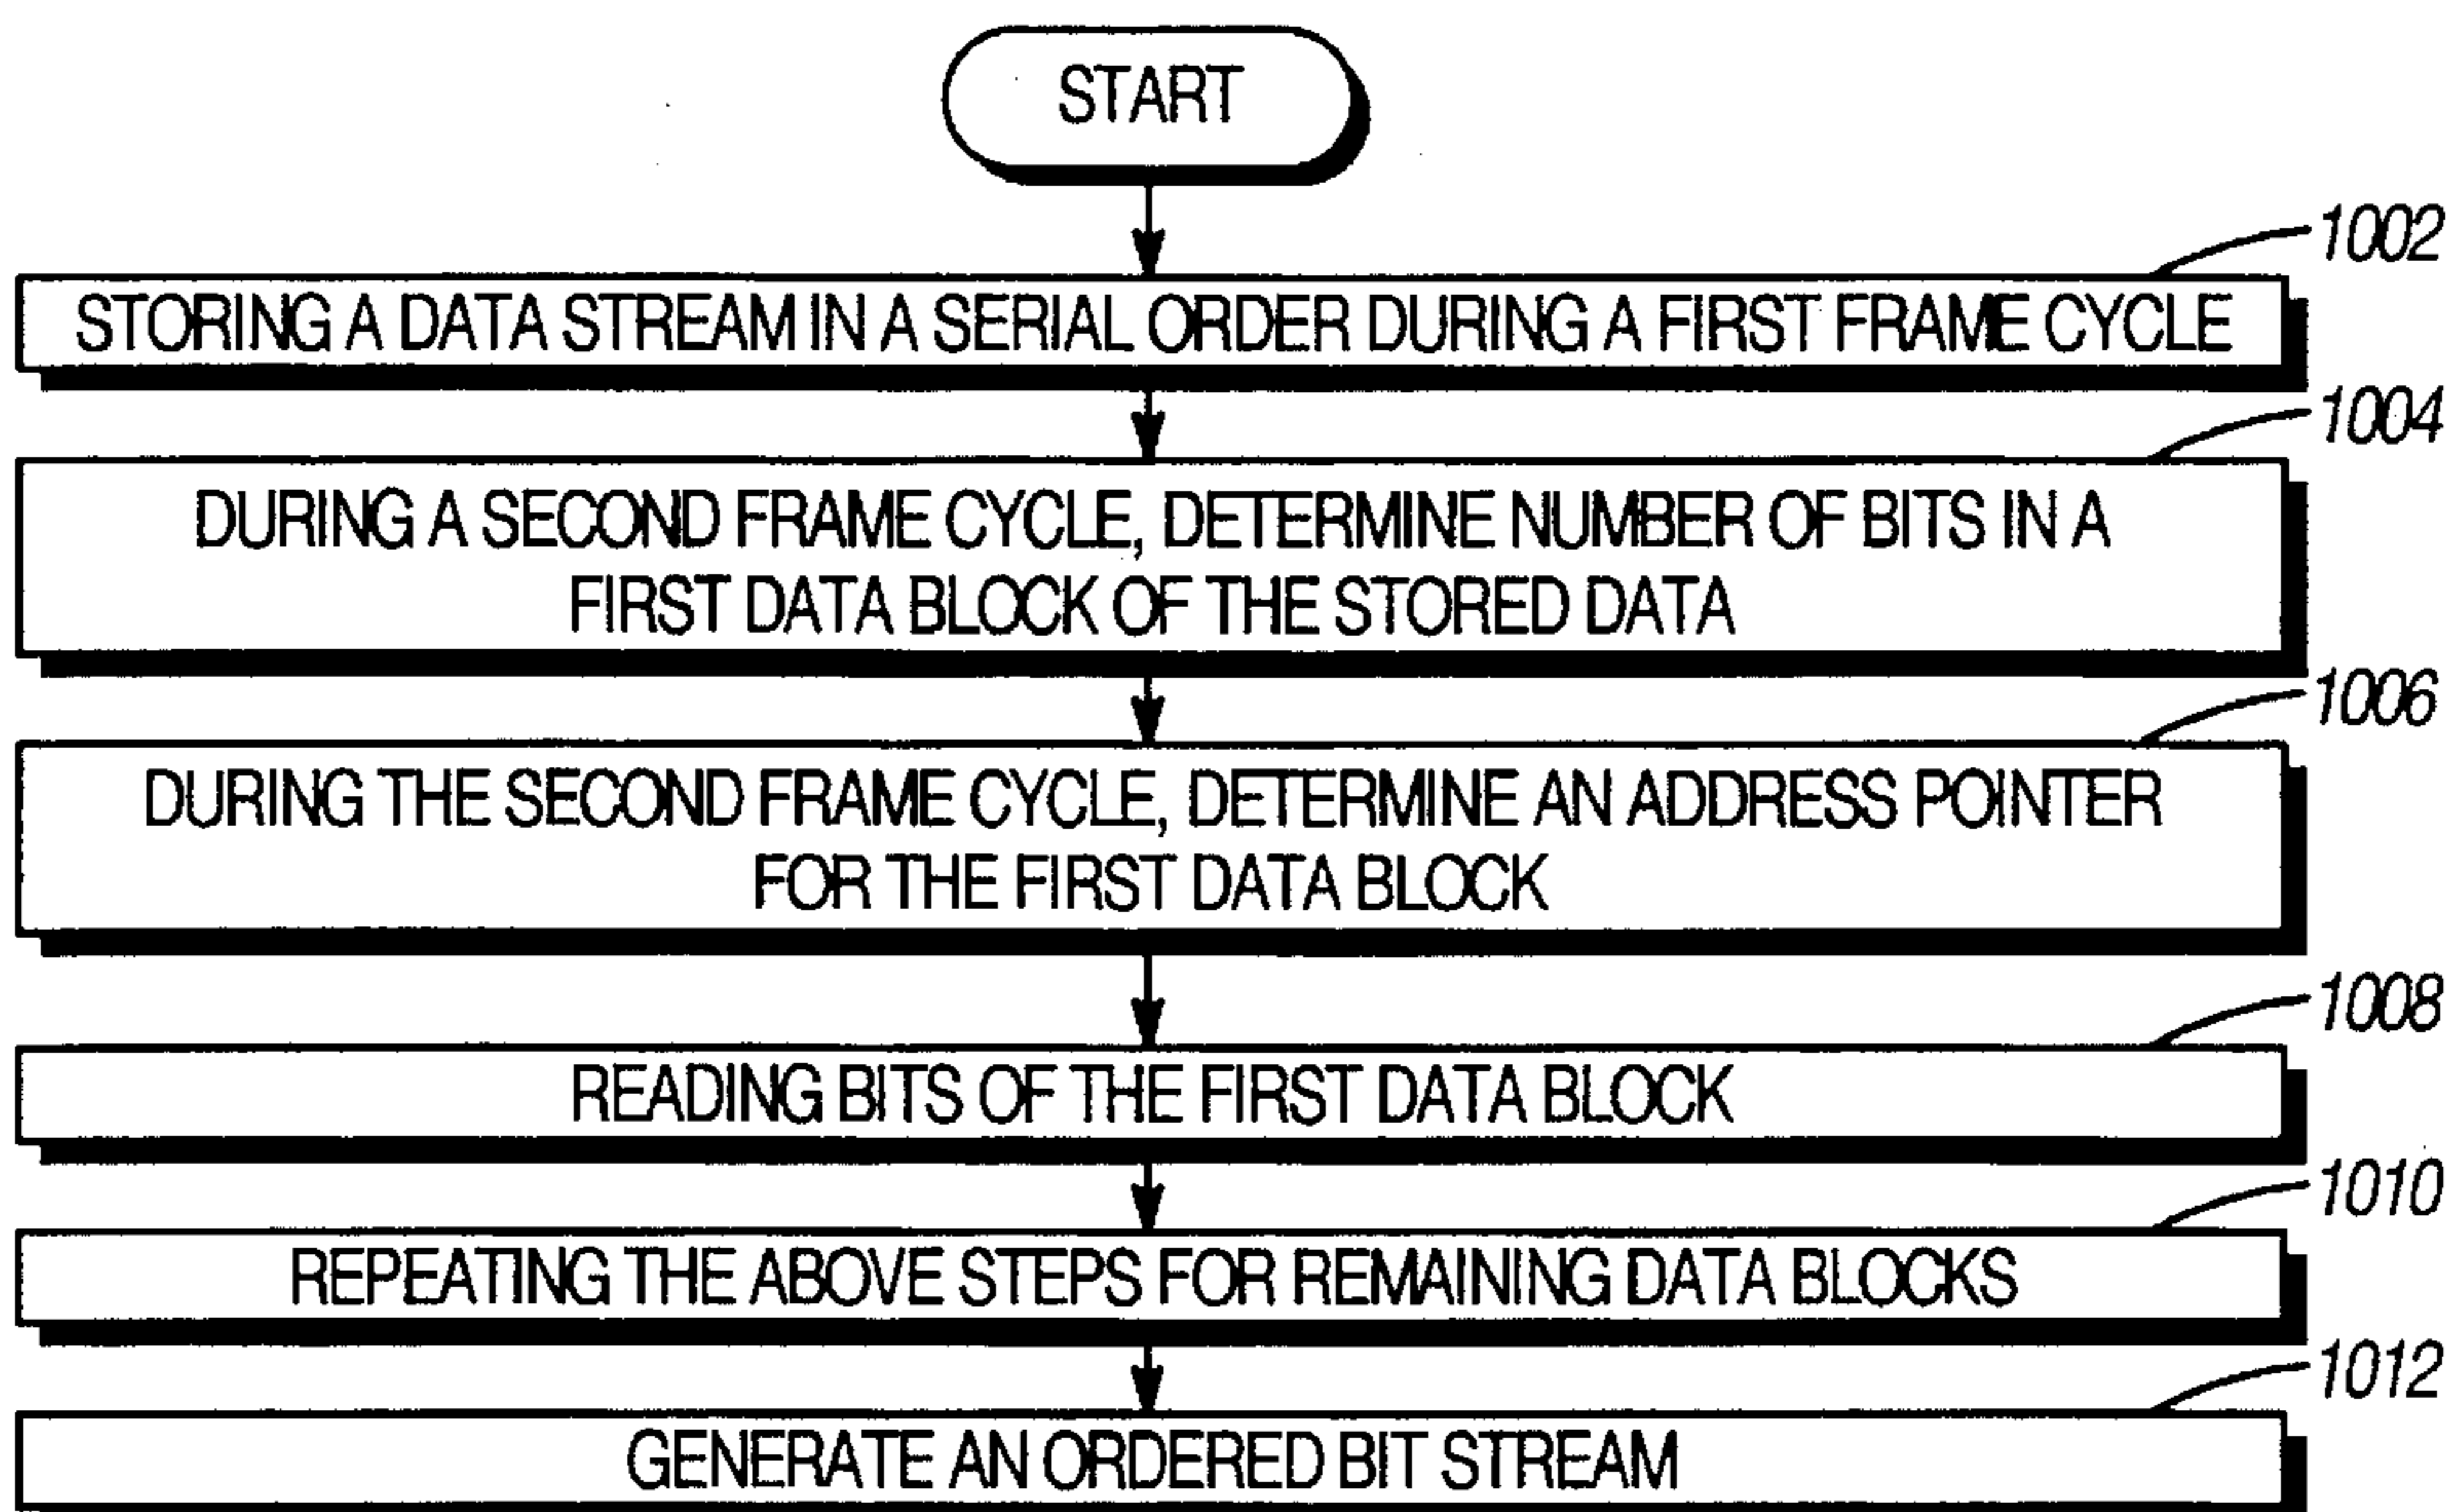 START
1002
STORING A DATA STREAM IN A SERIAL ORDER DURING A FIRST FRAME CYCLE
1004
DURING A SECOND FRAME CYCLE, DETERMINE NUMBER OF BITS IN A
FIRST DATA BLOCK OF THE STORED DATA
1006
DURING THE SECOND FRAME CYCLE, DETERMINE AN ADDRESS POINTER
FOR THE FIRST DATA BLOCK
1008
READING BITS OF THE FIRST DATA BLOCK
1010
REPEATING THE ABOVE STEPS FOR REMAINING DATA BLOCKS
1012
GENERATE AN ORDERED BIT STREAM